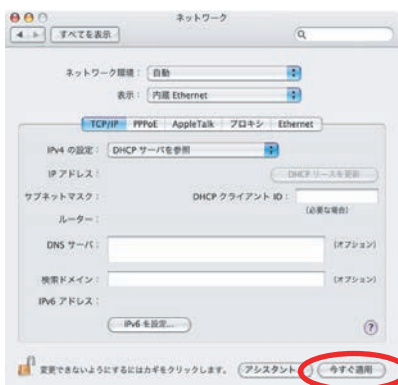 ネットワーク
すべてを表示
ネットワーク環境： 自動
表示： 内蔵 Ethernet
TCP/IP PPPoE AppleTalk プロキシ Ethernet
IPv4 の設定： DHCP サーバを参照
IP アドレス： DHCP リースを更新
サブネットマスク： DHCP クライアント ID：
（必要な場合）
ルーター：
DNS サーバ： （オプション）
検索ドメイン： （オプション）
IPv6 アドレス：
IPv6 を設定... ?
変更できないようにするにはカギをクリックします。 アシスタント 今すぐ適用